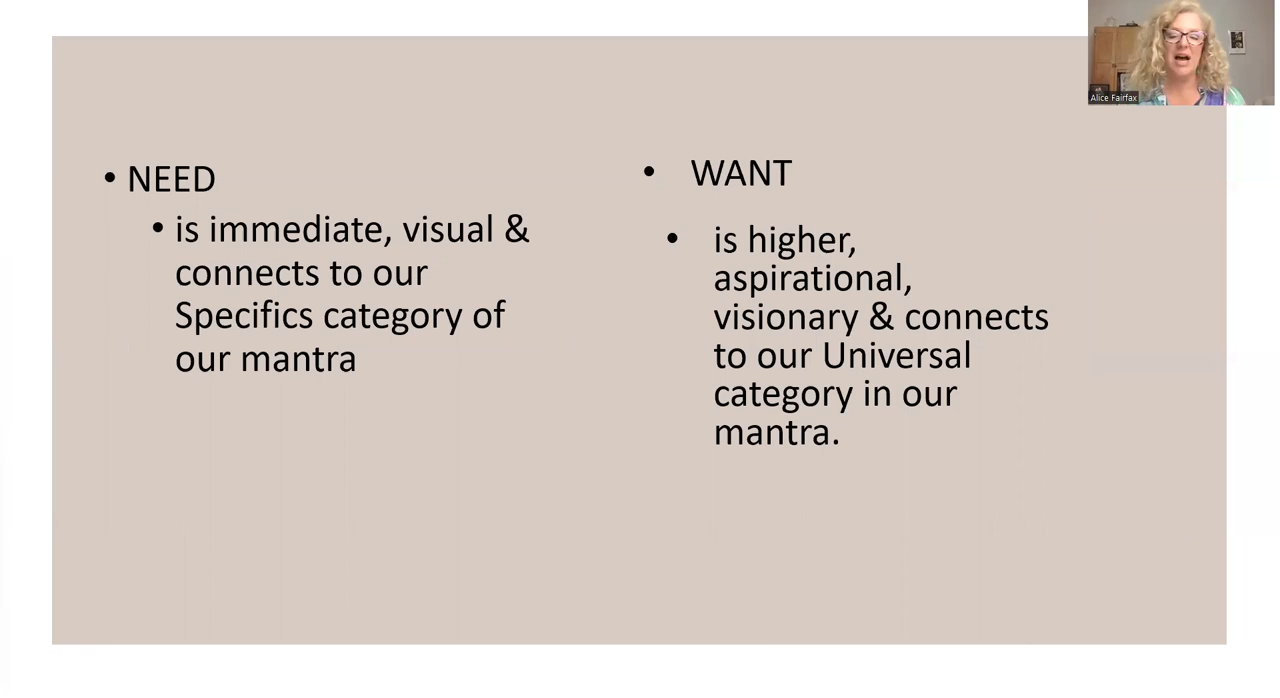 • NEED
• is immediate, visual &
connects to our
Specifics category of
our mantra
• WANT
• is higher,
aspirational,
visionary & connects
to our Universal
category in our
mantra.
Alice Fairfax